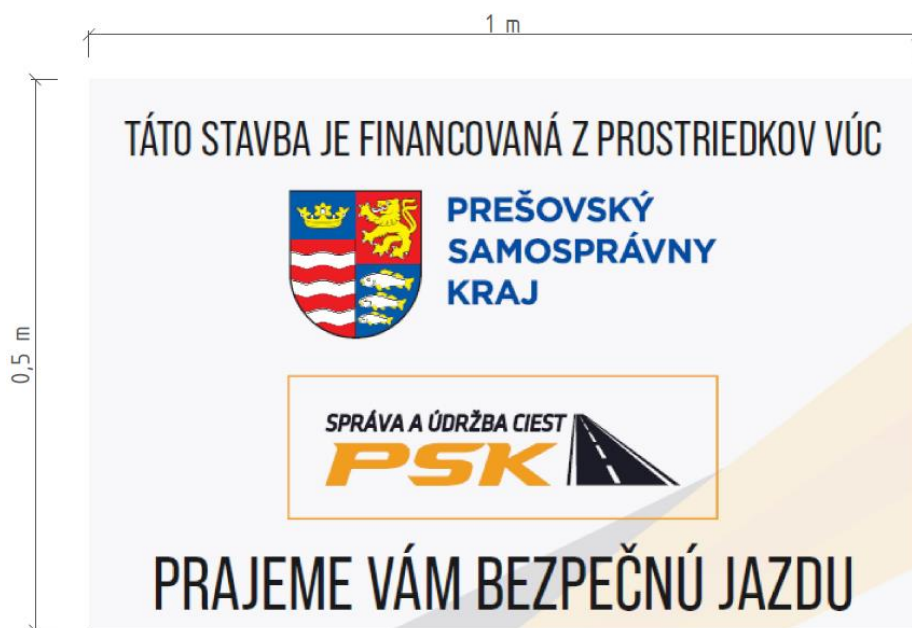 1 m
TÁTO STAVBA JE FINANCOVANÁ Z PROSTRIEDKOV VÚC
PREŠOVSKÝ
SAMOSPRÁVNY
KRAJ
0,5 m
SPRÁVA A ÚDRŽBA CIEST
PSK
PRAJEME VÁM BEZPEČNÚ JAZDU